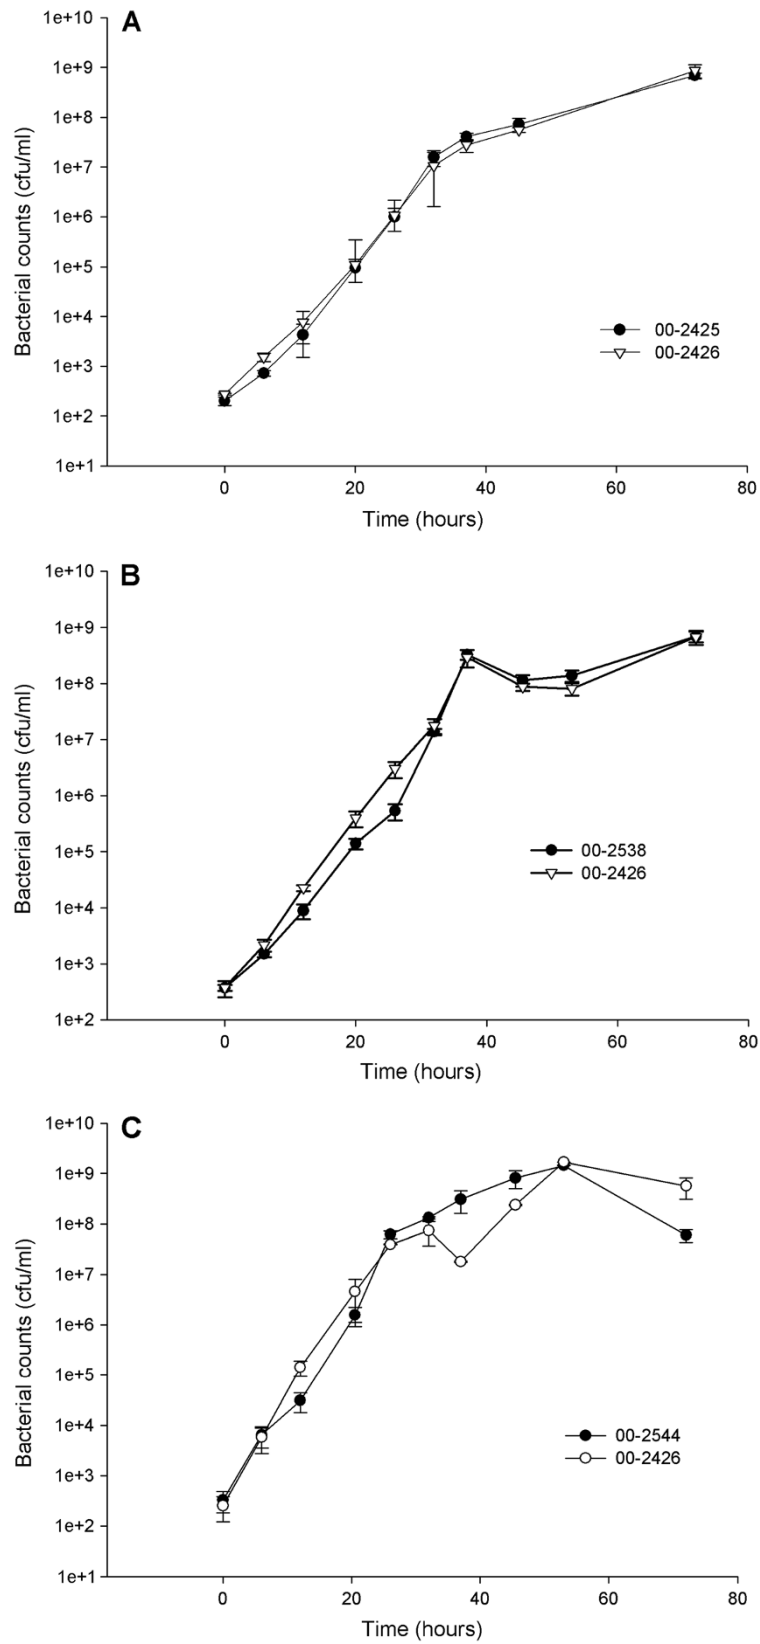 A
1e+10
1e+9
1e+8
1e+7
1e+6
1e+5
1e+4
1e+3
1e+2
1e+1
Bacterial counts (cfu/ml)
00-2425
00-2426
0 20 40 60 80
Time (hours)
B
1e+10
1e+9
1e+8
1e+7
1e+6
1e+5
1e+4
1e+3
1e+2
Bacterial counts (cfu/ml)
00-2538
00-2426
0 20 40 60 80
Time (hours)
C
1e+10
1e+9
1e+8
1e+7
1e+6
1e+5
1e+4
1e+3
1e+2
1e+1
Bacterial counts (cfu/ml)
00-2544
00-2426
0 20 40 60 80
Time (hours)